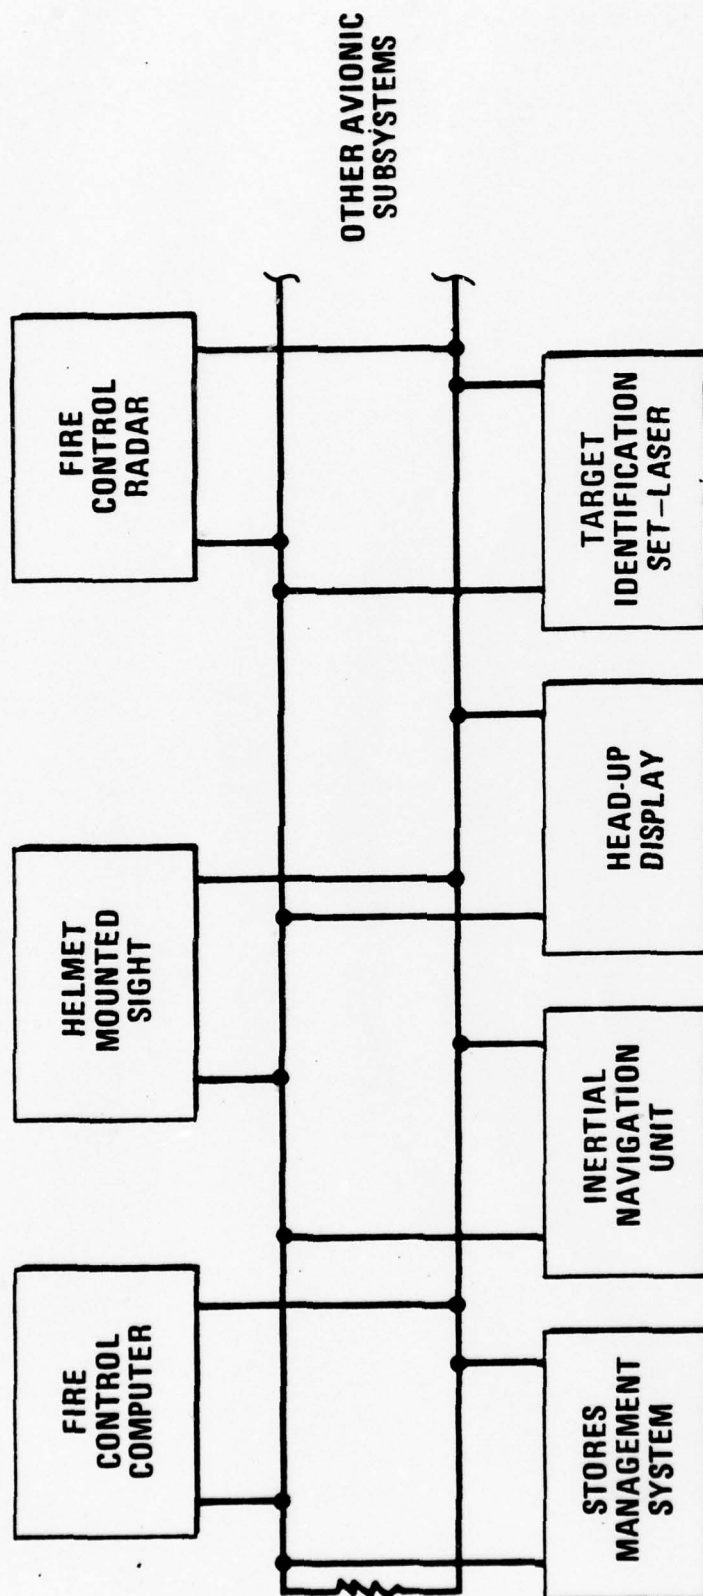 FIRE
CONTROL
COMPUTER
HELMET
MOUNTED
SIGHT
FIRE
CONTROL
RADAR
OTHER AVIONIC
SUBSYSTEMS
STORES
MANAGEMENT
SYSTEM
INERTIAL
NAVIGATION
UNIT
HEAD-UP
DISPLAY
TARGET
IDENTIFICATION
SET–LASER